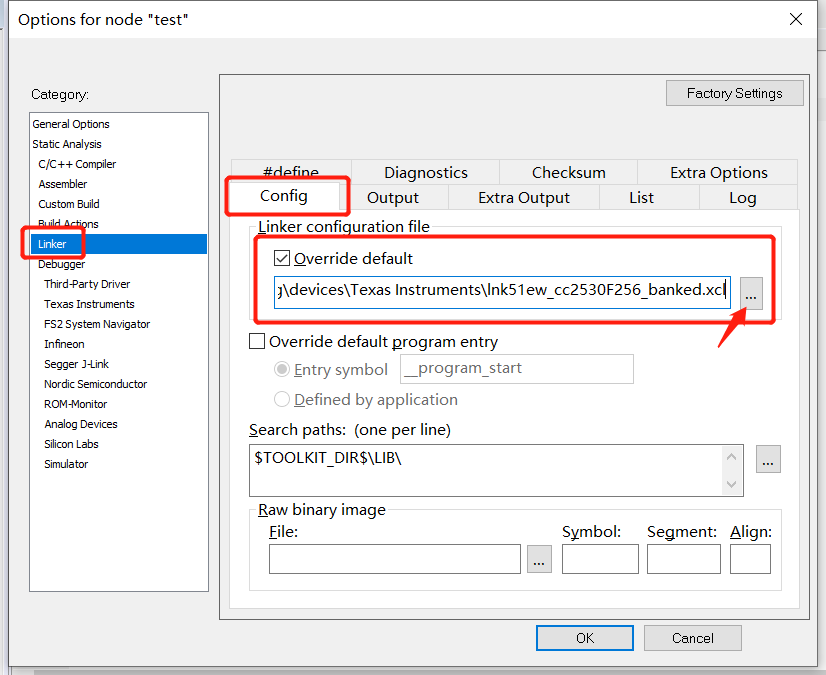 Options for node "test"
Category:
General Options
Static Analysis
C/C++ Compiler
Assembler
Custom Build
Build Actions
Linker
Debugger
Third-Party Driver
Texas Instruments
FS2 System Navigator
Infineon
Segger J-Link
Nordic Semiconductor
ROM-Monitor
Analog Devices
Silicon Labs
Simulator
Factory Settings
#define Diagnostics Checksum Extra Options
Config Output Extra Output List Log
Linker configuration file
Override default
g\devices\Texas Instruments\lnk51ew_cc2530F256_banked.xcl ...
Override default program entry
Entry symbol __program_start
Defined by application
Search paths: (one per line)
$TOOLKIT_DIR$\LIB\ ...
Raw binary image
File: Symbol: Segment: Align:
...
OK Cancel